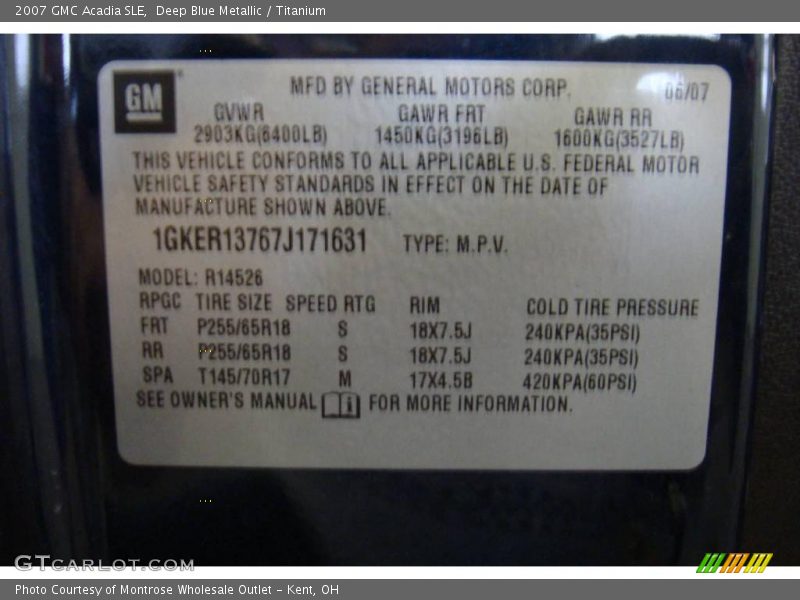 2007 GMC Acadia SLE, Deep Blue Metallic / Titanium
GM
MFD BY GENERAL MOTORS CORP. 06/07
GVWR GAWR FRT GAWR RR
2903KG(6400LB) 1450KG(3196LB) 1600KG(3527LB)
THIS VEHICLE CONFORMS TO ALL APPLICABLE U.S. FEDERAL MOTOR
VEHICLE SAFETY STANDARDS IN EFFECT ON THE DATE OF
MANUFACTURE SHOWN ABOVE.
1GKER13767J171631 TYPE: M.P.V.
MODEL: R14526
RPGC TIRE SIZE SPEED RTG RIM COLD TIRE PRESSURE
FRT P255/65R18 S 18X7.5J 240KPA(35PSI)
RR P255/65R18 S 18X7.5J 240KPA(35PSI)
SPA T145/70R17 M 17X4.5B 420KPA(60PSI)
SEE OWNER'S MANUAL FOR MORE INFORMATION.
GTCARLOT.COM
Photo Courtesy of Montrose Wholesale Outlet - Kent, OH